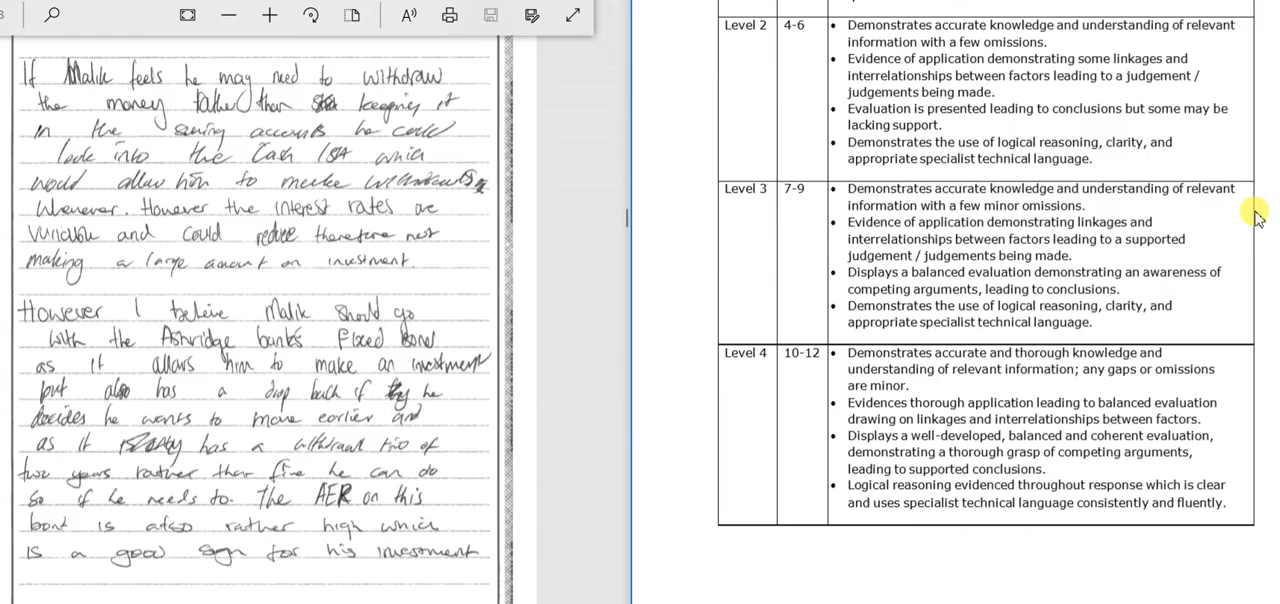 If Malik feels he may need to withdraw
the money rather than keeping it
in the saving accounts he could
look into the Cash ISA which
would allow him to make withdrawals
whenever. However the interest rates are
variable and could reduce therefore not
making a large amount on investment.
However I believe Malik should go
with the Ashridge bank's Fixed Bond
as it allows him to make an investment
but also has a drop back if he
decides he wants to move earlier and
as it has a withdrawl of
two years rather than five he can do
so if he needs to. The AER on this
bont is also rather high which
is a good sign for his investment
Level 2
4-6
• Demonstrates accurate knowledge and understanding of relevant
information with a few omissions.
• Evidence of application demonstrating some linkages and
interrelationships between factors leading to a judgement /
judgements being made.
• Evaluation is presented leading to conclusions but some may be
lacking support.
• Demonstrates the use of logical reasoning, clarity, and
appropriate specialist technical language.
Level 3
7-9
• Demonstrates accurate knowledge and understanding of relevant
information with a few minor omissions.
• Evidence of application demonstrating linkages and
interrelationships between factors leading to a supported
judgement / judgements being made.
• Displays a balanced evaluation demonstrating an awareness of
competing arguments, leading to conclusions.
• Demonstrates the use of logical reasoning, clarity, and
appropriate specialist technical language.
Level 4
10-12
• Demonstrates accurate and thorough knowledge and
understanding of relevant information; any gaps or omissions
are minor.
• Evidences thorough application leading to balanced evaluation
drawing on linkages and interrelationships between factors.
• Displays a well-developed, balanced and coherent evaluation,
demonstrating a thorough grasp of competing arguments,
leading to supported conclusions.
• Logical reasoning evidenced throughout response which is clear
and uses specialist technical language consistently and fluently.